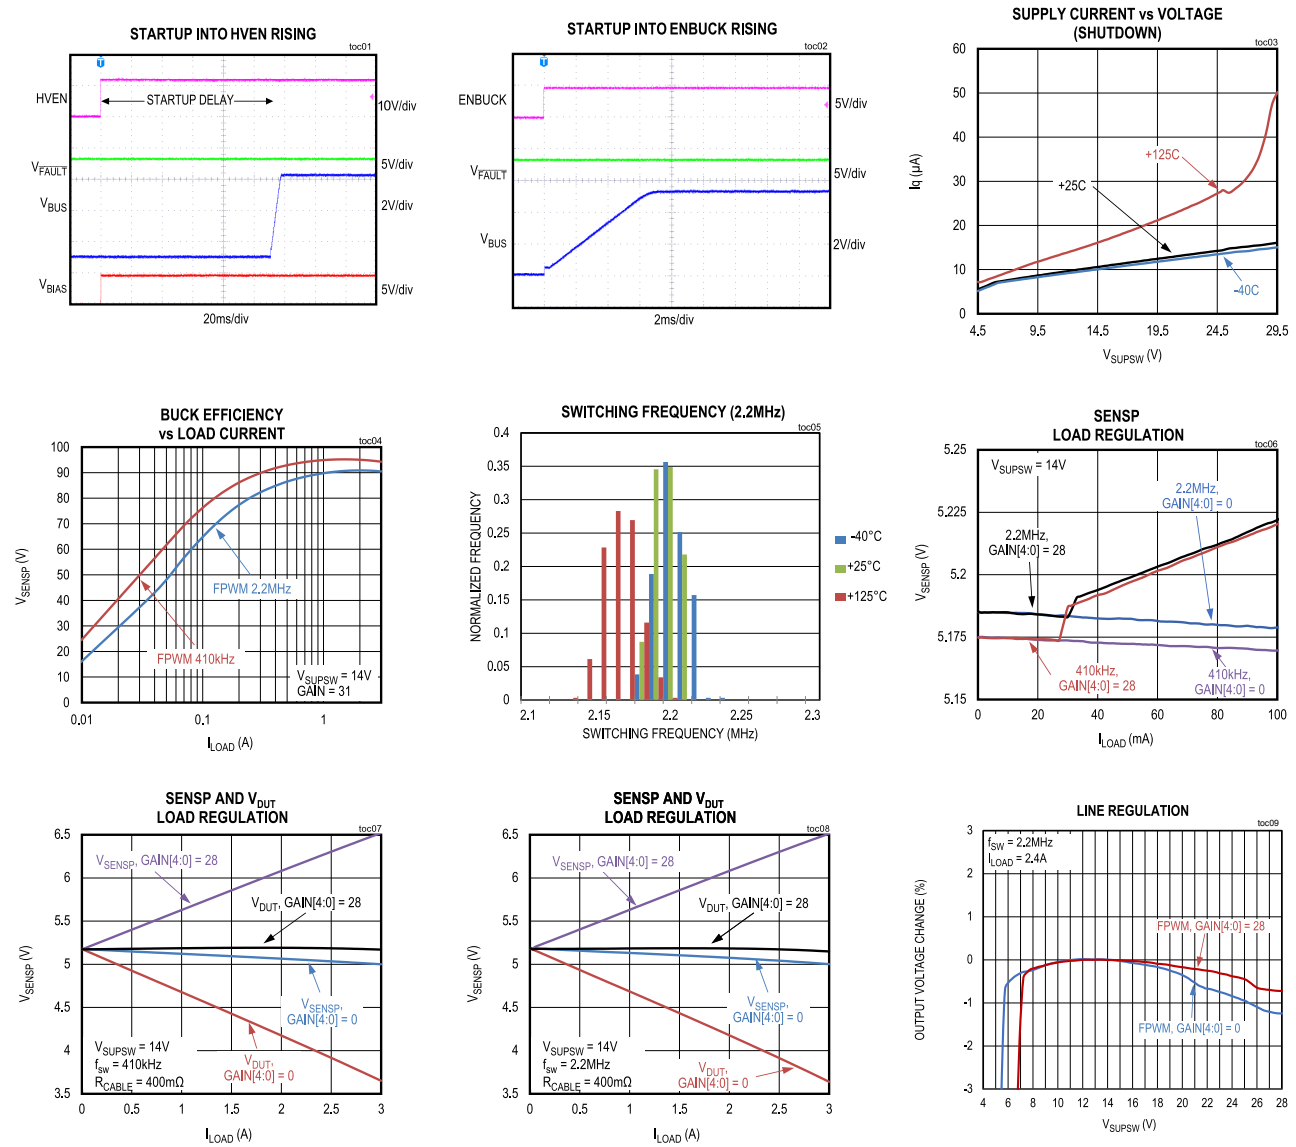 STARTUP INTO HVEN RISING
toc01
HVEN
STARTUP DELAY
10V/div
VFAULT
5V/div
VBUS
2V/div
VBIAS
5V/div
20ms/div
STARTUP INTO ENBUCK RISING
toc02
ENBUCK
5V/div
VFAULT
5V/div
VBUS
2V/div
2ms/div
SUPPLY CURRENT vs VOLTAGE
(SHUTDOWN)
toc03
60
50
40
30
20
10
0
Iq (µA)
+125C
+25C
-40C
4.5 9.5 14.5 19.5 24.5 29.5
VSUPSW (V)
BUCK EFFICIENCY
vs LOAD CURRENT
toc04
100
90
80
70
60
50
40
30
20
10
0
VSENSP (V)
FPWM 2.2MHz
FPWM 410kHz
VSUPSW = 14V
GAIN = 31
0.01 0.1 1
ILOAD (A)
SWITCHING FREQUENCY (2.2MHz)
toc05
0.4
0.35
0.3
0.25
0.2
0.15
0.1
0.05
0
NORMALIZED FREQUENCY
-40°C
+25°C
+125°C
2.1 2.15 2.2 2.25 2.3
SWITCHING FREQUENCY (MHz)
SENSP
LOAD REGULATION
toc06
5.25
5.225
5.2
5.175
5.15
VSENSP (V)
VSUPSW = 14V
2.2MHz,
GAIN[4:0] = 0
2.2MHz,
GAIN[4:0] = 28
410kHz,
GAIN[4:0] = 28
410kHz,
GAIN[4:0] = 0
0 20 40 60 80 100
ILOAD (mA)
SENSP AND VDUT
LOAD REGULATION
toc07
6.5
6
5.5
5
4.5
4
3.5
VSENSP (V)
VSENSP, GAIN[4:0] = 28
VDUT, GAIN[4:0] = 28
VSENSP,
GAIN[4:0] = 0
VDUT,
GAIN[4:0] = 0
VSUPSW = 14V
fsw = 410kHz
RCABLE = 400mΩ
0 0.5 1 1.5 2 2.5 3
ILOAD (A)
SENSP AND VDUT
LOAD REGULATION
toc08
6.5
6
5.5
5
4.5
4
3.5
VSENSP (V)
VSENSP, GAIN[4:0] = 28
VDUT, GAIN[4:0] = 28
VSENSP,
GAIN[4:0] = 0
VDUT,
GAIN[4:0] = 0
VSUPSW = 14V
fsw = 2.2MHz
RCABLE = 400mΩ
0 0.5 1 1.5 2 2.5 3
ILOAD (A)
LINE REGULATION
toc09
3
2
1
0
-1
-2
-3
OUTPUT VOLTAGE CHANGE (%)
fSW = 2.2MHz
ILOAD = 2.4A
FPWM, GAIN[4:0] = 28
FPWM, GAIN[4:0] = 0
4 6 8 10 12 14 16 18 20 22 24 26 28
VSUPSW (V)